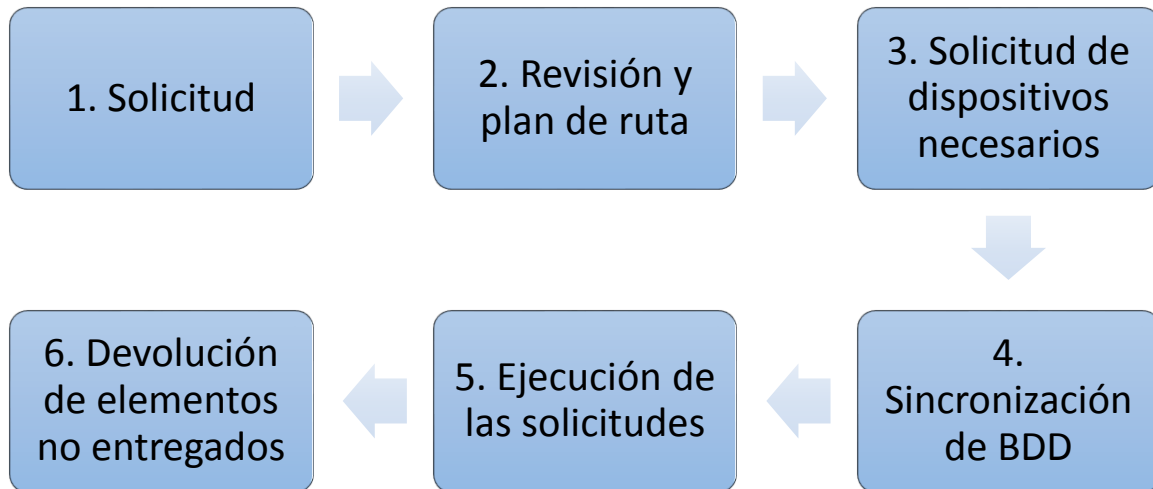 1. Solicitud
2. Revisión y
plan de ruta
3. Solicitud de
dispositivos
necesarios
4.
Sincronización
de BDD
5. Ejecución de
las solicitudes
6. Devolución
de elementos
no entregados